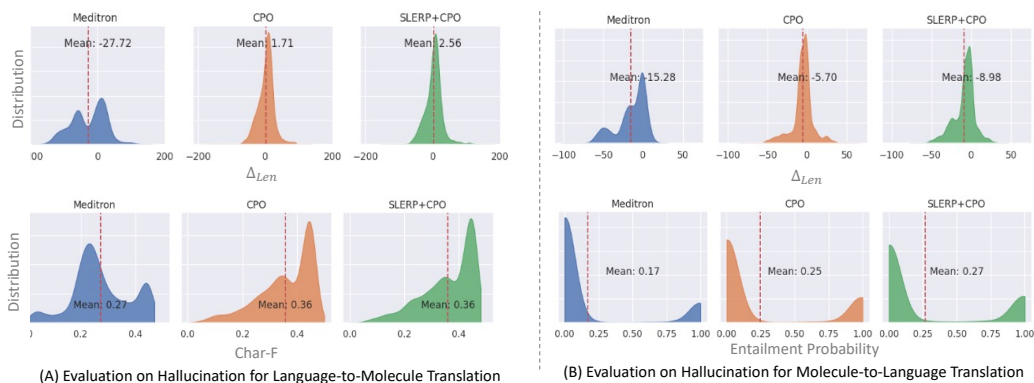 Meditron
CPO
SLERP+CPO
Mean: -27.72
Mean: 1.71
Mean: 2.56
Distribution
00 0 200
−200 0 200
−200 0 200
Δ_Len
Meditron
CPO
SLERP+CPO
Distribution
Mean: 0.27
Mean: 0.36
Mean: 0.36
0.0 0.2 0.4
0.0 0.2 0.4
0.0 0.2 0.4
Char-F
(A) Evaluation on Hallucination for Language-to-Molecule Translation
Meditron
CPO
SLERP+CPO
Mean: -15.28
Mean: -5.70
Mean: -8.98
−100 −50 0 50
−100 −50 0 50
−100 −50 0 50
Δ_Len
Meditron
CPO
SLERP+CPO
Mean: 0.17
Mean: 0.25
Mean: 0.27
0.00 0.25 0.50 0.75 1.00
0.00 0.25 0.50 0.75 1.00
0.00 0.25 0.50 0.75 1.00
Entailment Probability
(B) Evaluation on Hallucination for Molecule-to-Language Translation